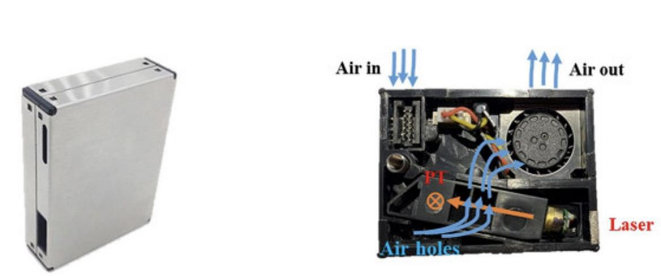 Air in
Air out
PT
Laser
Air holes